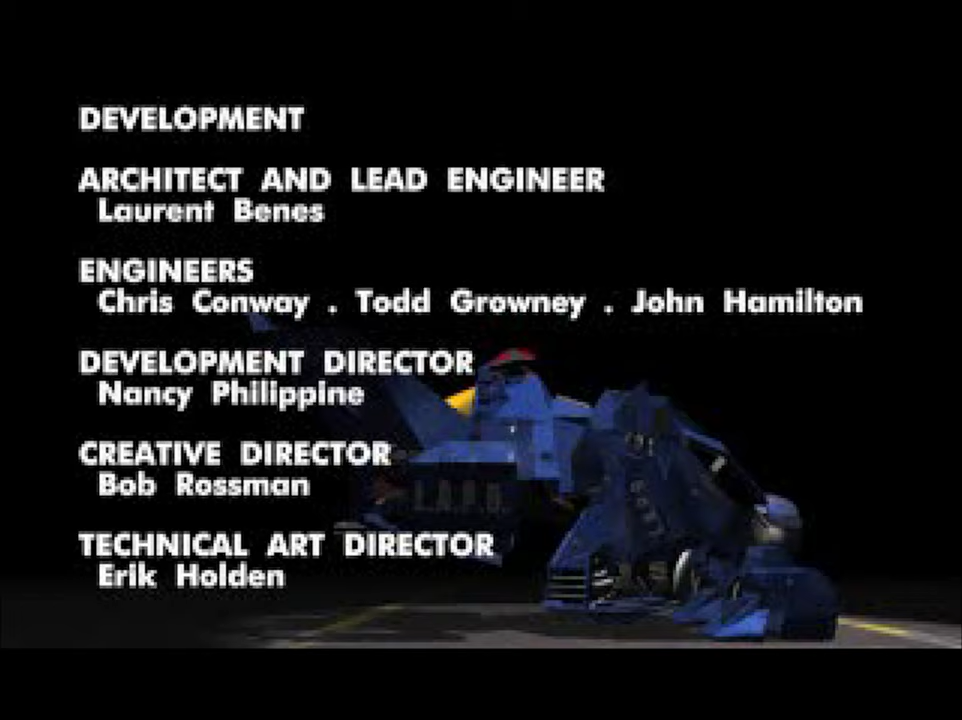 DEVELOPMENT
ARCHITECT AND LEAD ENGINEER
Laurent Benes
ENGINEERS
Chris Conway . Todd Growney . John Hamilton
DEVELOPMENT DIRECTOR
Nancy Philippine
CREATIVE DIRECTOR
Bob Rossman
L.A.P.D.
TECHNICAL ART DIRECTOR
Erik Holden